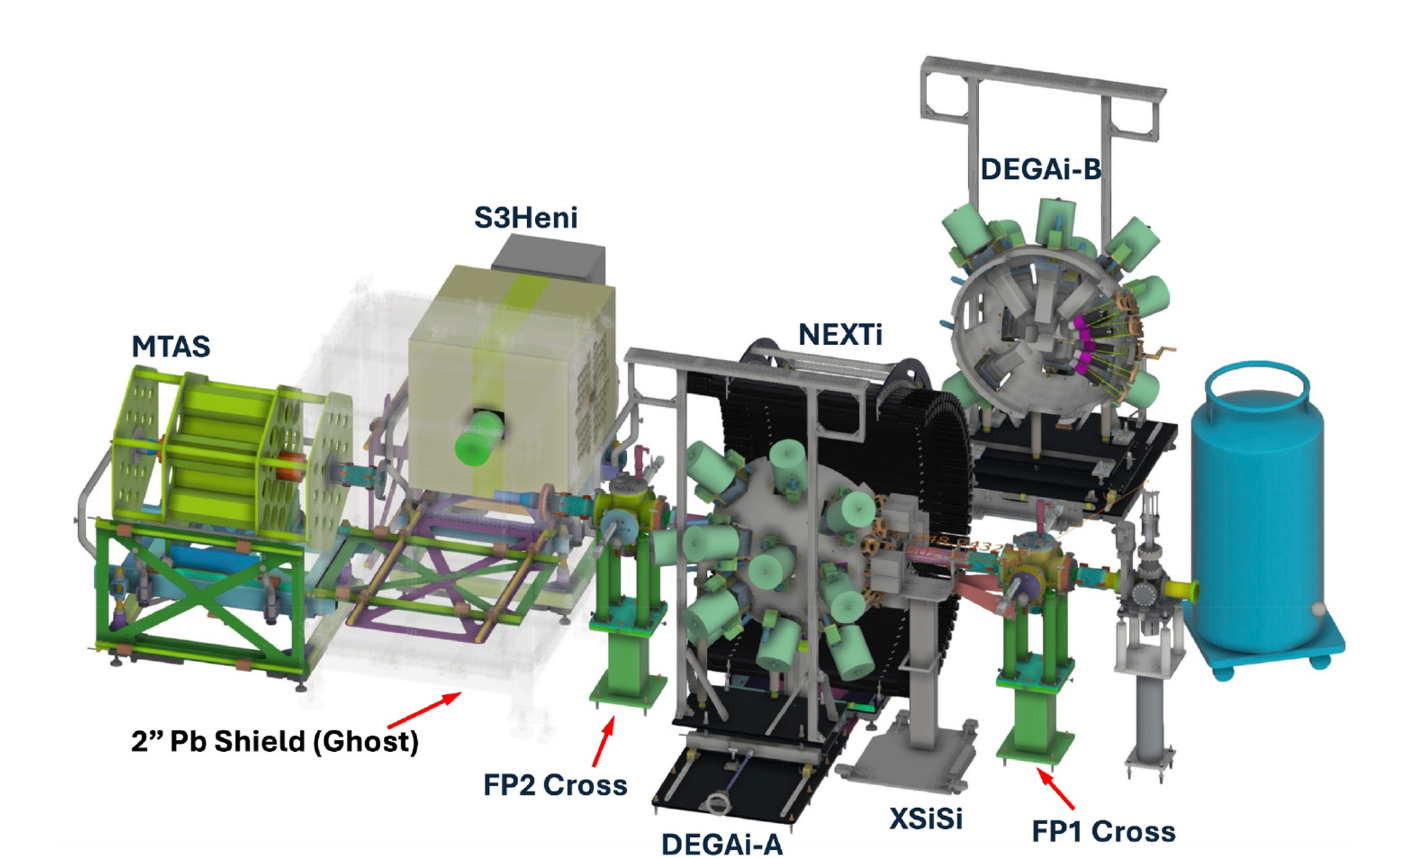 DEGAi-B
S3Heni
NEXTi
MTAS
2” Pb Shield (Ghost)
FP2 Cross
XSiSi
FP1 Cross
DEGAi-A